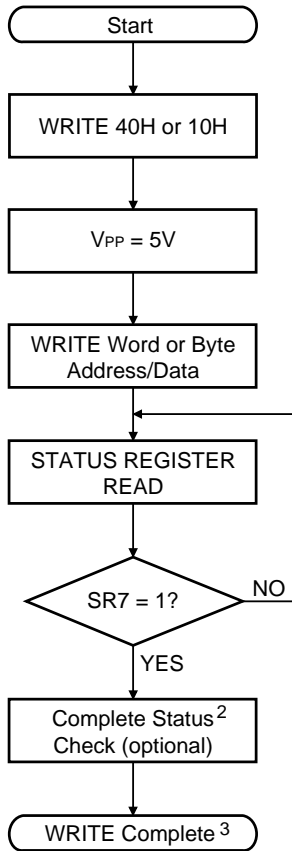 Start
WRITE 40H or 10H
VPP = 5V
WRITE Word or Byte
Address/Data
STATUS REGISTER
READ
SR7 = 1?
NO
YES
Complete Status 2
Check (optional)
WRITE Complete 3